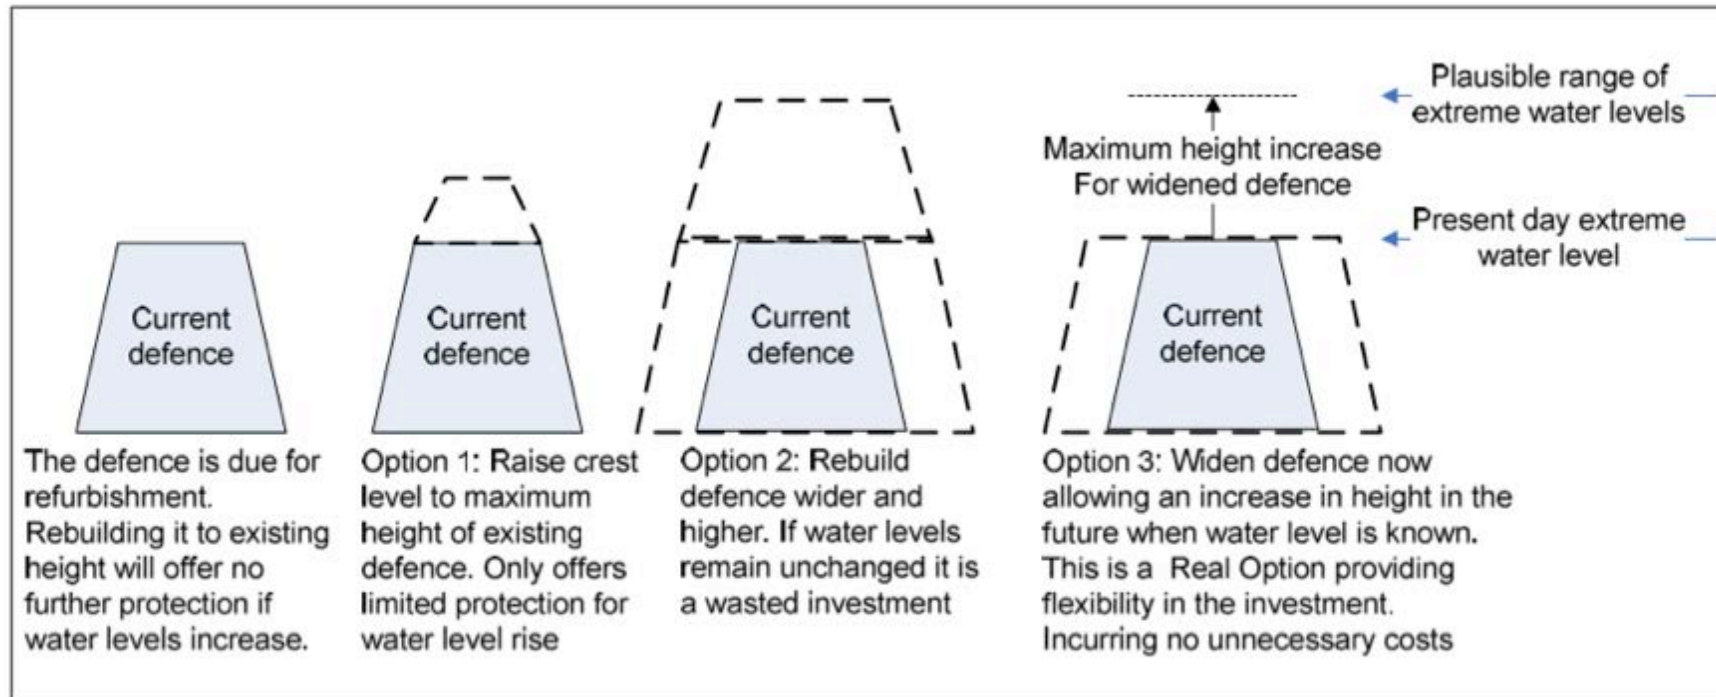 Current
defence
The defence is due for
refurbishment.
Rebuilding it to existing
height will offer no
further protection if
water levels increase.
Current
defence
Option 1: Raise crest
level to maximum
height of existing
defence. Only offers
limited protection for
water level rise
Current
defence
Option 2: Rebuild
defence wider and
higher. If water levels
remain unchanged it is
a wasted investment
Maximum height increase
For widened defence
Current
defence
Option 3: Widen defence now
allowing an increase in height in the
future when water level is known.
This is a Real Option providing
flexibility in the investment.
Incurring no unnecessary costs
Plausible range of
extreme water levels
Present day extreme
water level